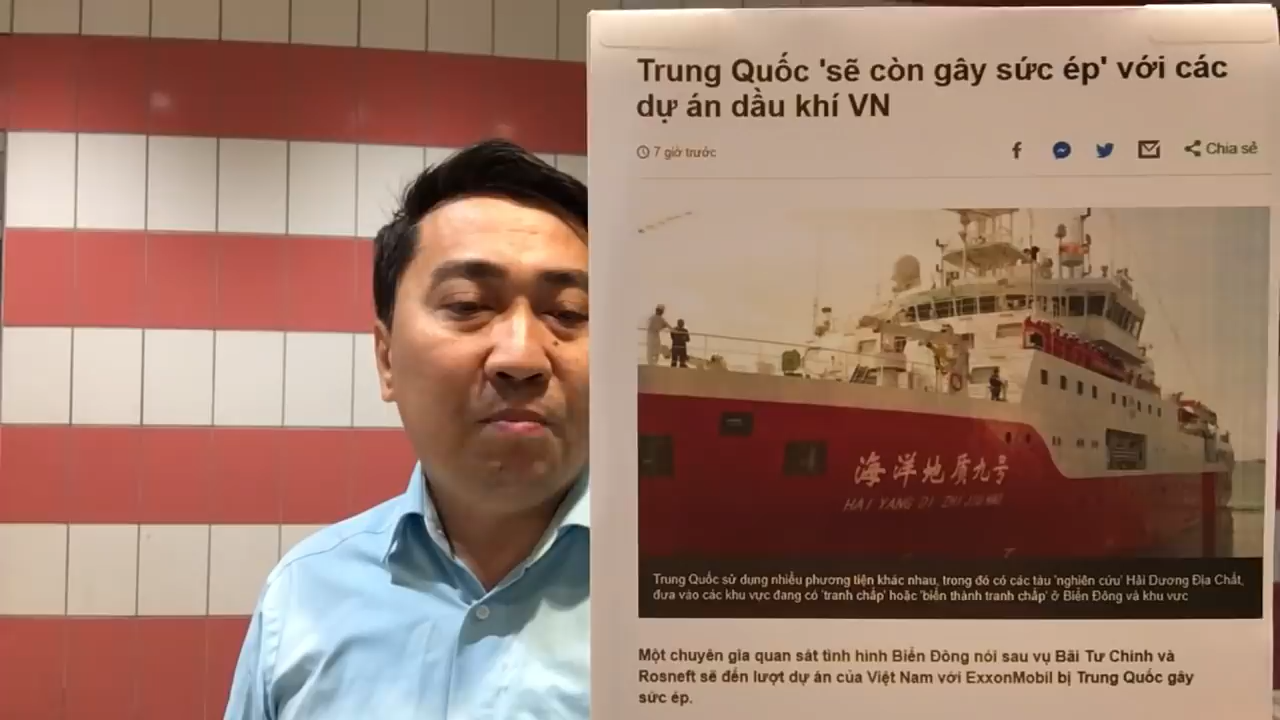 Trung Quốc 'sẽ còn gây sức ép' với các
dự án dầu khí VN
7 giờ trước
Chia sẻ
海洋地质九号
HAI YANG DI ZHI JIU HAO
Trung Quốc sử dụng nhiều phương tiện khác nhau, trong đó có các tàu 'nghiên cứu' Hải Dương Địa Chất,
đưa vào các khu vực đang có 'tranh chấp' hoặc 'biến thành tranh chấp' ở Biển Đông và khu vực
Một chuyên gia quan sát tình hình Biển Đông nói sau vụ Bãi Tư Chính và
Rosneft sẽ đến lượt dự án của Việt Nam với ExxonMobil bị Trung Quốc gây
sức ép.